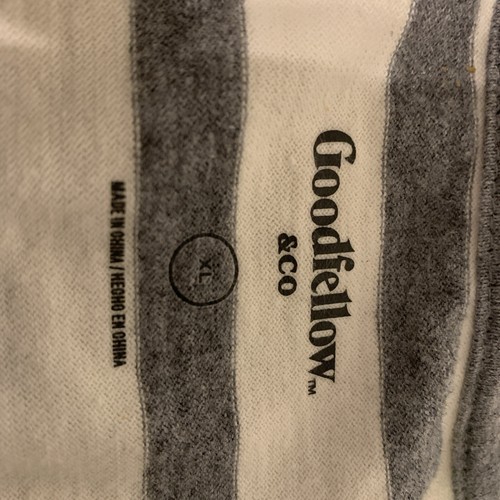 Goodfellow™
&CO
XL
MADE IN CHINA / HECHO EN CHINA